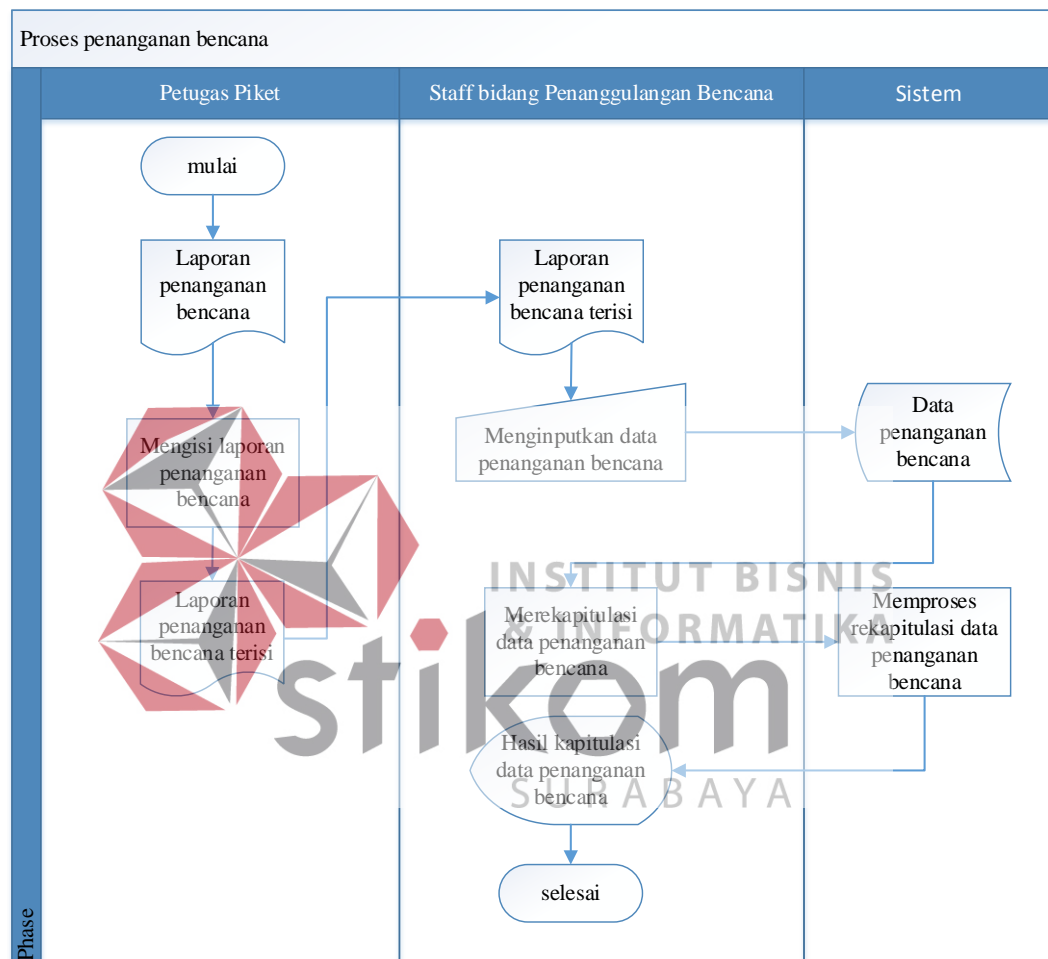 Proses penanganan bencana
Petugas Piket
Staff bidang Penanggulangan Bencana
Sistem
mulai
Laporan
penanganan
bencana
Laporan
penanganan
bencana terisi
Mengisi laporan
penanganan
bencana
Menginputkan data
penanganan bencana
Data
penanganan
bencana
Laporan
penanganan
bencana terisi
Merekapitulasi
data penanganan
bencana
Memproses
rekapitulasi data
penanganan
bencana
Hasil kapitulasi
data penanganan
bencana
selesai
Phase
INSTITUT BISNIS
& INFORMATIKA
stikom
SURABAYA